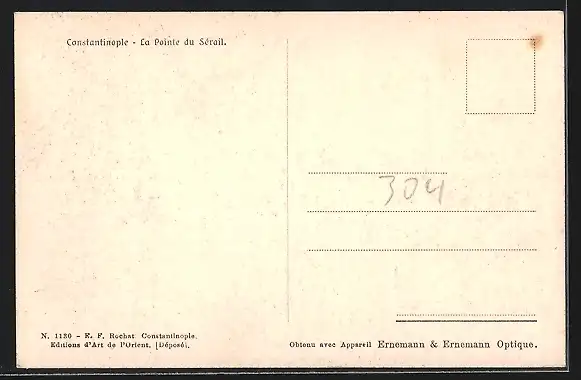 Constantinople - La Pointe du Sérail.
304
N. 1130 - E. F. Rochat Constantinople.
Editions d'Art de l'Orient. (Déposé).
Obtenu avec Appareil Ernemann & Ernemann Optique.